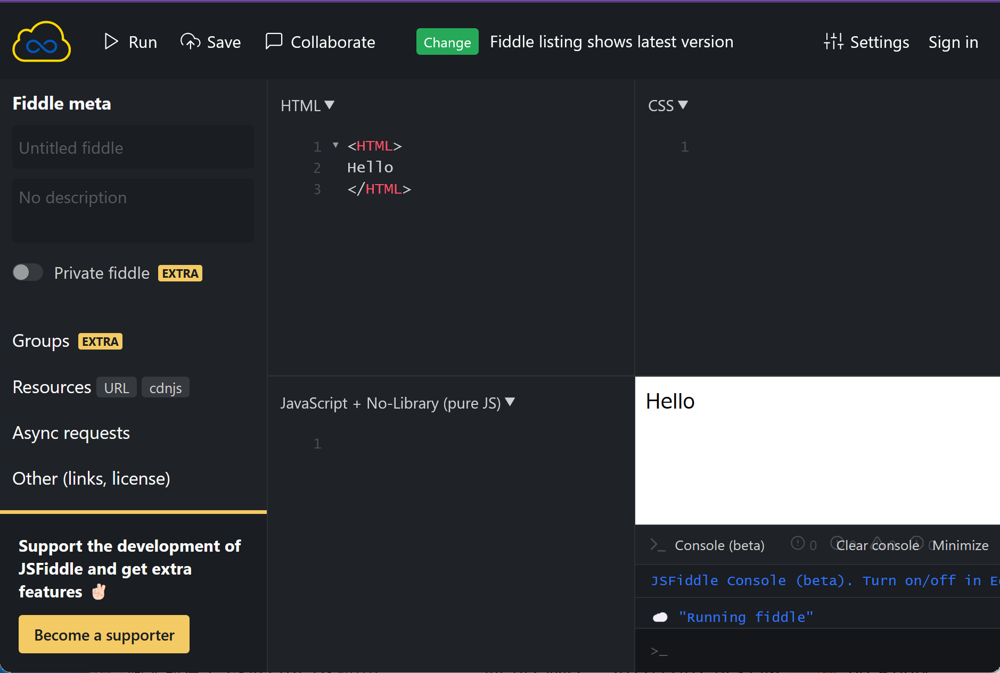 Run Save Collaborate Change Fiddle listing shows latest version Settings Sign in
Fiddle meta
Untitled fiddle
No description
Private fiddle EXTRA
Groups EXTRA
Resources URL cdnjs
Async requests
Other (links, license)
Support the development of
JSFiddle and get extra
features ✌🏻
Become a supporter
HTML ▼
1 ▼ <HTML>
2 Hello
3 </HTML>
CSS ▼
1
JavaScript + No-Library (pure JS) ▼
1
Hello
>_ Console (beta) 0 Clear console Minimize
JSFiddle Console (beta). Turn on/off in
☁️ "Running fiddle"
>_